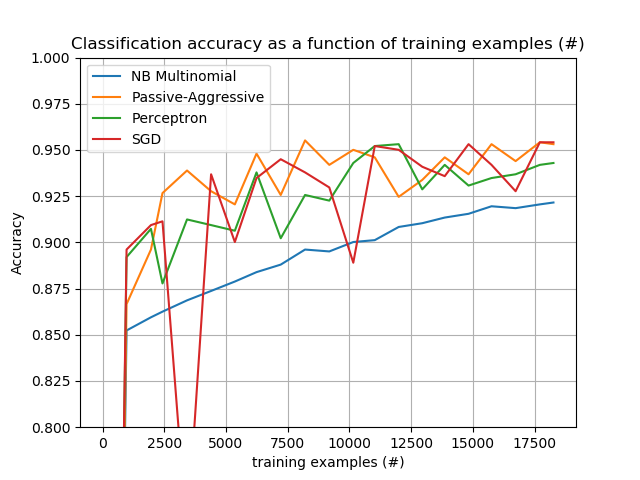 Classification accuracy as a function of training examples (#)
NB Multinomial
Passive-Aggressive
Perceptron
SGD
Accuracy
1.000
0.975
0.950
0.925
0.900
0.875
0.850
0.825
0.800
0 2500 5000 7500 10000 12500 15000 17500
training examples (#)